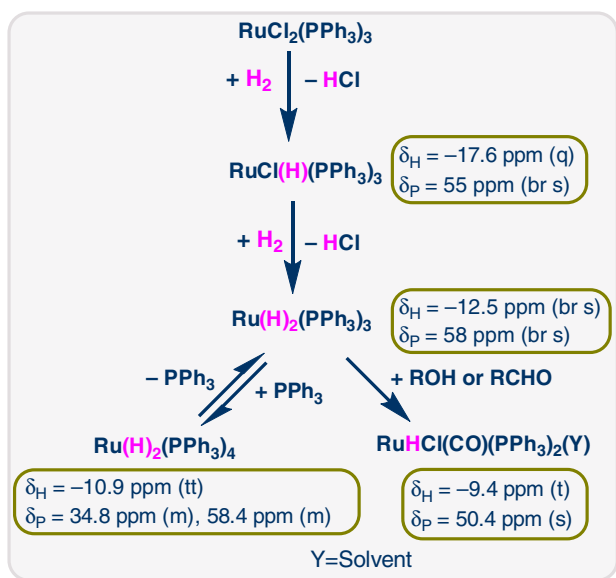 RuCl₂(PPh₃)₃
+ H₂ – HCl
RuCl(H)(PPh₃)₃
δH = –17.6 ppm (q)
δP = 55 ppm (br s)
+ H₂ – HCl
Ru(H)₂(PPh₃)₃
δH = –12.5 ppm (br s)
δP = 58 ppm (br s)
– PPh₃
+ PPh₃
+ ROH or RCHO
Ru(H)₂(PPh₃)₄
RuHCl(CO)(PPh₃)₂(Y)
δH = –10.9 ppm (tt)
δP = 34.8 ppm (m), 58.4 ppm (m)
δH = –9.4 ppm (t)
δP = 50.4 ppm (s)
Y=Solvent